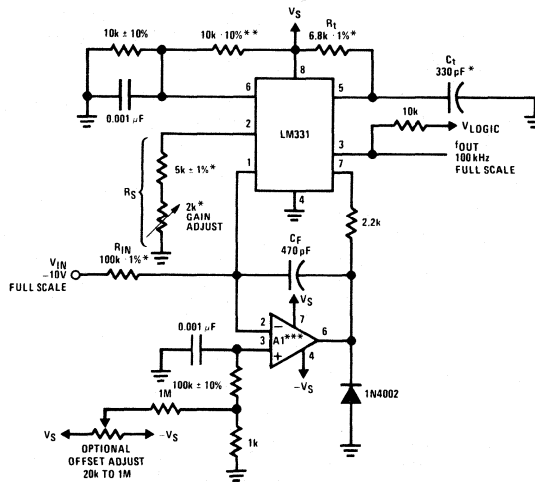 VS
10k ± 10%
10k · 10%**
Rt
6.8k · 1%*
Ct
330 pF*
0.001 µF
8
6
5
LM331
2
3
1
7
4
10k
VLOGIC
fOUT
100 kHz
FULL SCALE
RS
5k ± 1%*
2k*
GAIN
ADJUST
2.2k
VIN
−10V
FULL SCALE
RIN
100k · 1%*
CF
470 pF
VS
7
2
−
A1***
6
3
+
4
−VS
0.001 µF
100k ± 10%
1M
1k
1N4002
VS
−VS
OPTIONAL
OFFSET ADJUST
20k TO 1M